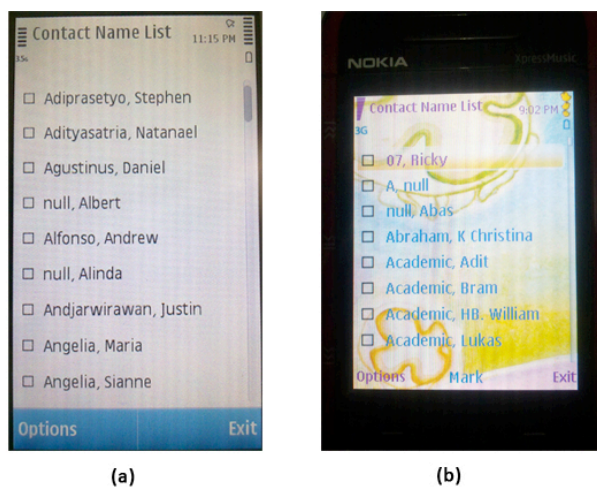 Contact Name List
11:15 PM
3.5G
Adiprasetyo, Stephen
Adityasatria, Natanael
Agustinus, Daniel
null, Albert
Alfonso, Andrew
null, Alinda
Andjarwirawan, Justin
Angelia, Maria
Angelia, Sianne
Options
Exit
(a)
NOKIA
XpressMusic
Contact Name List
9:02 PM
3G
07, Ricky
A, null
null, Abas
Abraham, K Christina
Academic, Adit
Academic, Bram
Academic, HB. William
Academic, Lukas
Options
Mark
Exit
(b)